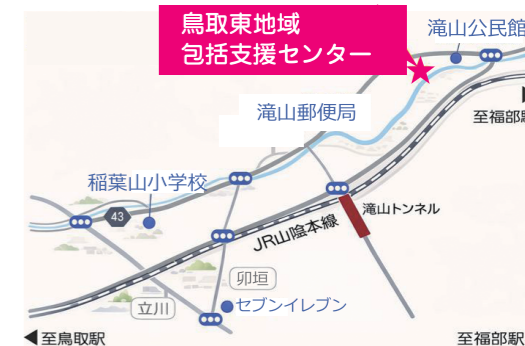 鳥取東地域
包括支援センター
滝山公民館
滝山郵便局
至福部
稲葉山小学校
43
滝山トンネル
JR山陰本線
卯垣
立川
セブンイレブン
至鳥取駅
至福部駅